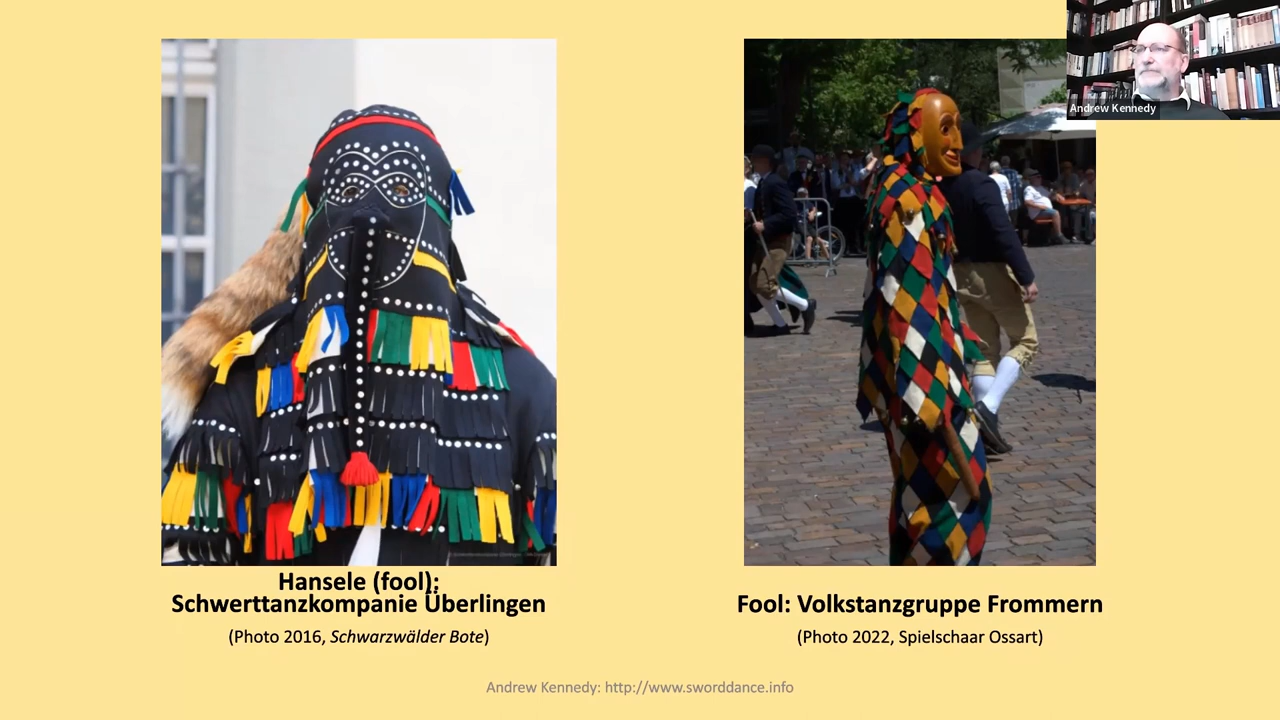 Andrew Kennedy
Hansele (fool):
Schwerttanzkompanie Überlingen
(Photo 2016, Schwarzwälder Bote)
Fool: Volkstanzgruppe Frommern
(Photo 2022, Spielschaar Ossart)
Andrew Kennedy: http://www.sworddance.info